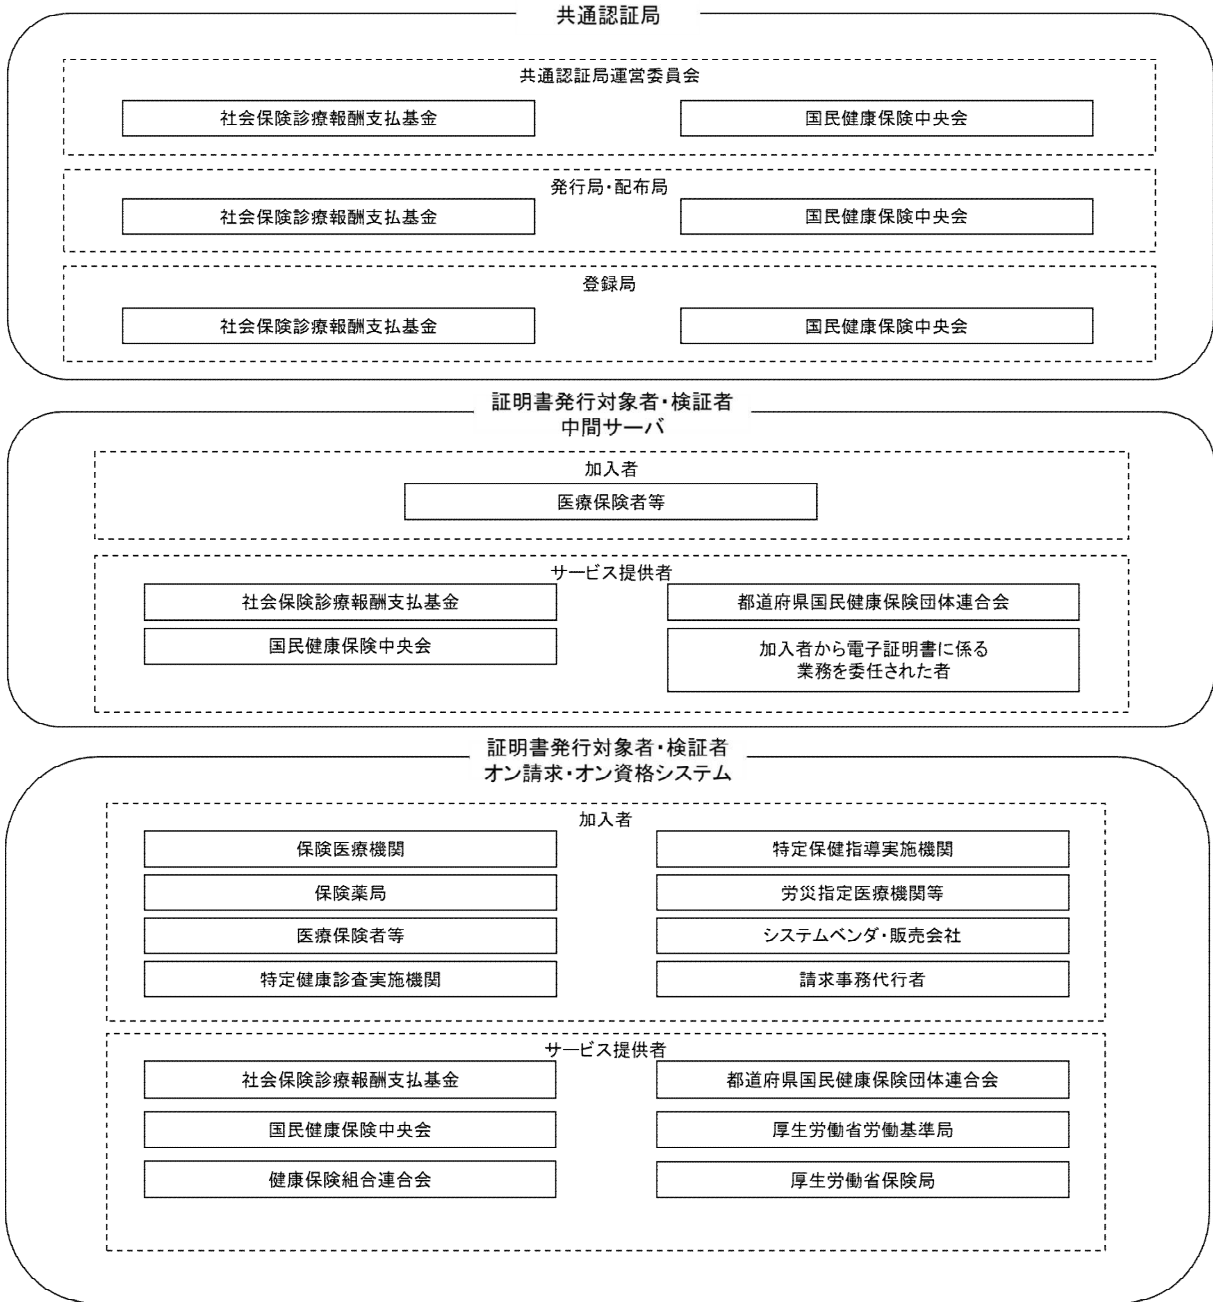 共通認証局
共通認証局運営委員会
社会保険診療報酬支払基金
国民健康保険中央会
発行局・配布局
社会保険診療報酬支払基金
国民健康保険中央会
登録局
社会保険診療報酬支払基金
国民健康保険中央会
証明書発行対象者・検証者
中間サーバ
加入者
医療保険者等
サービス提供者
社会保険診療報酬支払基金
都道府県国民健康保険団体連合会
国民健康保険中央会
加入者から電子証明書に係る
業務を委任された者
証明書発行対象者・検証者
オン請求・オン資格システム
加入者
保険医療機関
特定保健指導実施機関
保険薬局
労災指定医療機関等
医療保険者等
システムベンダ・販売会社
特定健康診査実施機関
請求事務代行者
サービス提供者
社会保険診療報酬支払基金
都道府県国民健康保険団体連合会
国民健康保険中央会
厚生労働省労働基準局
健康保険組合連合会
厚生労働省保険局